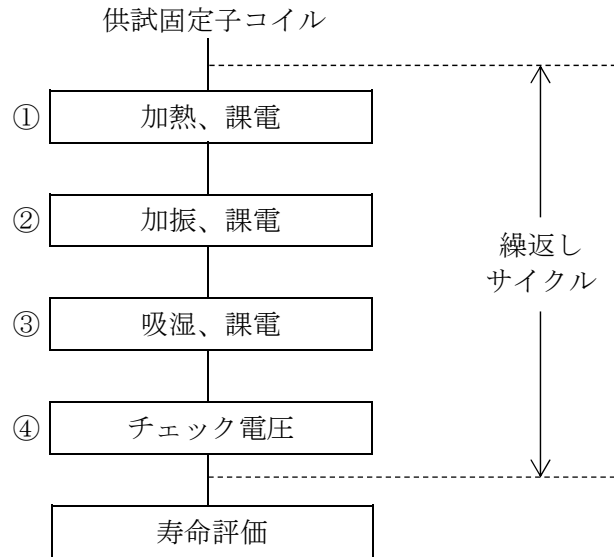 供試固定子コイル
① 加熱、課電
② 加振、課電
③ 吸湿、課電
④ チェック電圧
寿命評価
繰返し
サイクル